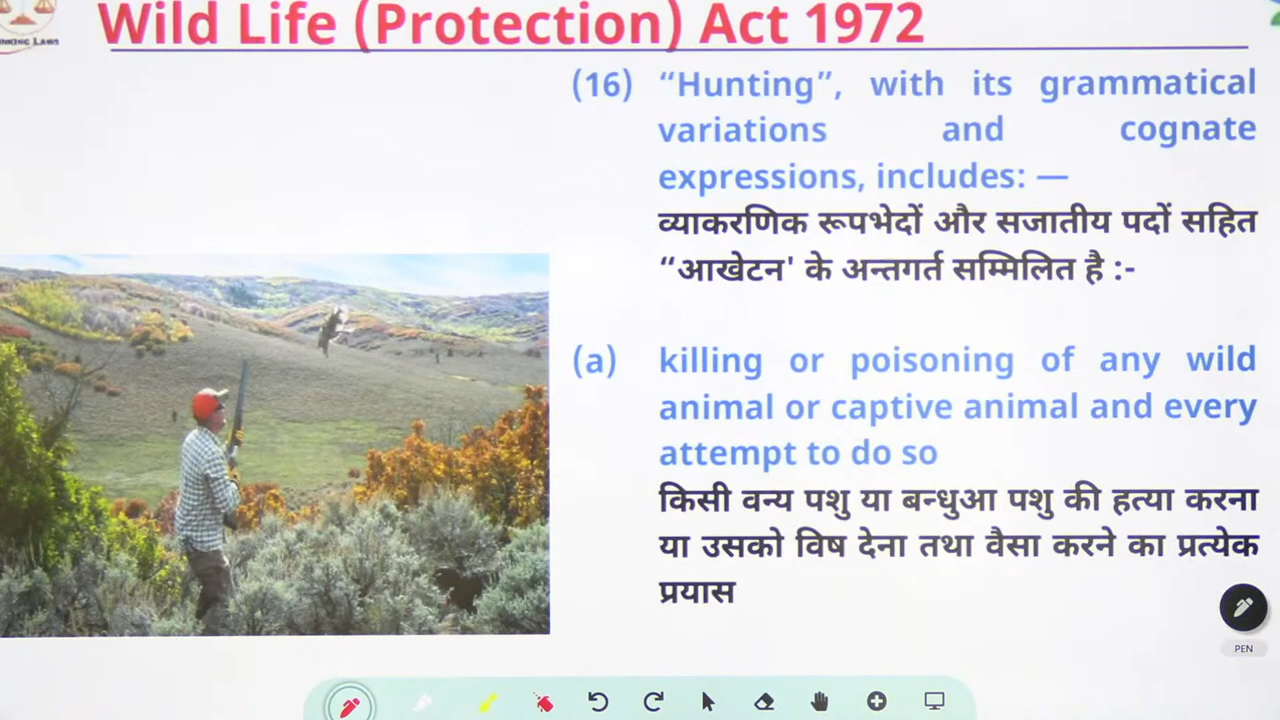 Wild Life (Protection) Act 1972
(16) “Hunting”, with its grammatical
variations and cognate
expressions, includes: —
व्याकरणिक रूपभेदों और सजातीय पदों सहित
“आखेटन' के अन्तगर्त सम्मिलित है :-
(a) killing or poisoning of any wild
animal or captive animal and every
attempt to do so
किसी वन्य पशु या बन्धुआ पशु की हत्या करना
या उसको विष देना तथा वैसा करने का प्रत्येक
प्रयास
PEN